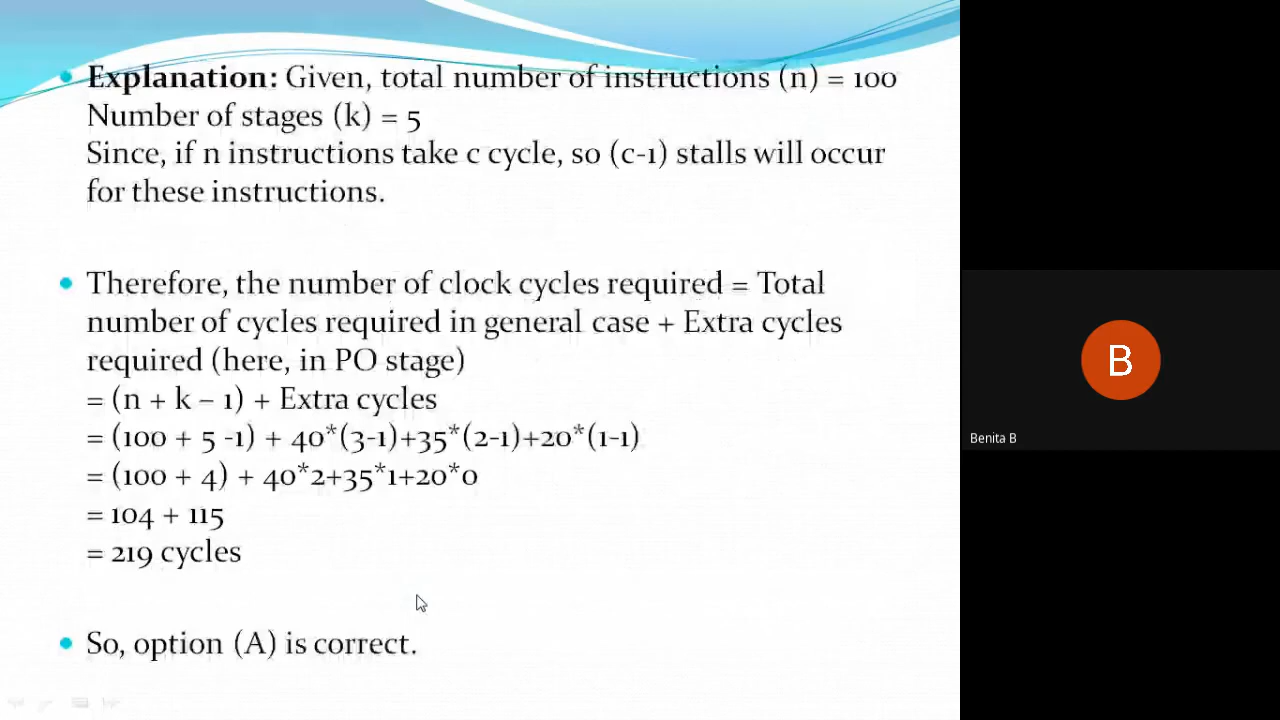 Explanation: Given, total number of instructions (n) = 100
Number of stages (k) = 5
Since, if n instructions take c cycle, so (c-1) stalls will occur
for these instructions.
Therefore, the number of clock cycles required = Total
number of cycles required in general case + Extra cycles
required (here, in PO stage)
= (n + k – 1) + Extra cycles
= (100 + 5 -1) + 40*(3-1)+35*(2-1)+20*(1-1)
= (100 + 4) + 40*2+35*1+20*0
= 104 + 115
= 219 cycles
So, option (A) is correct.
B
Benita B